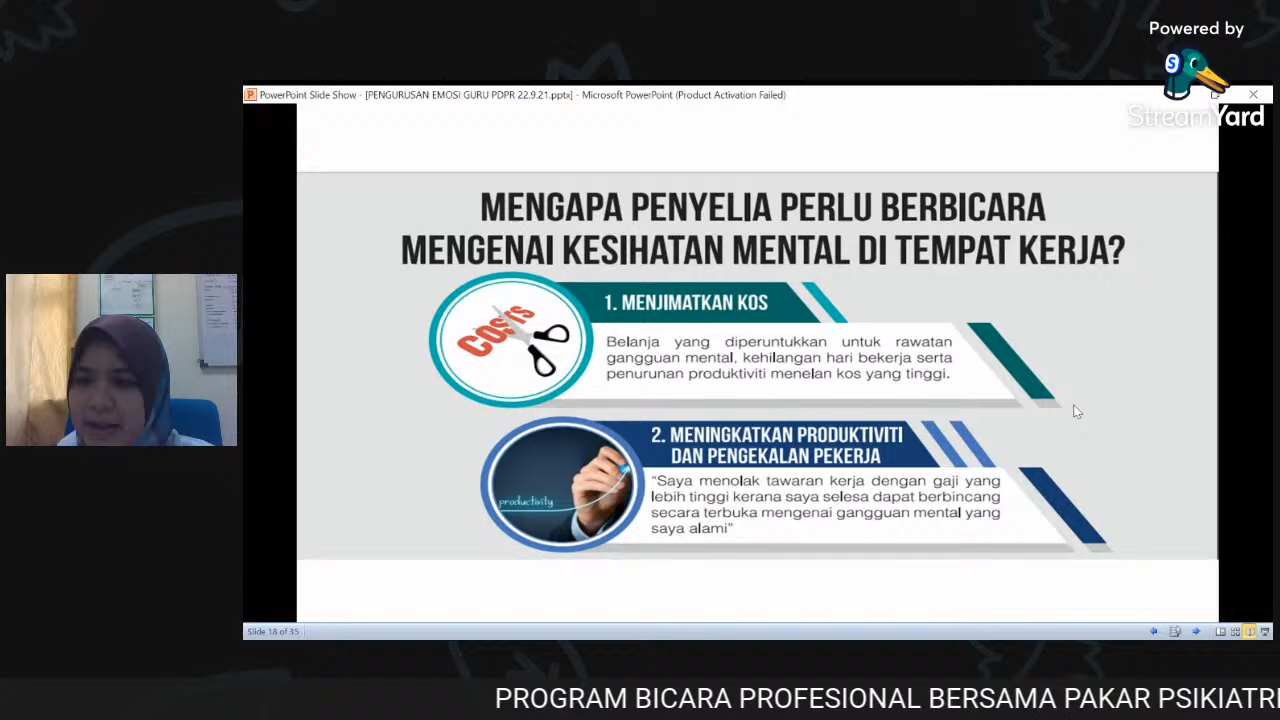 Powered by
StreamYard
PowerPoint Slide Show - [PENGURUSAN EMOSI GURU PDPR 22.9.21.pptx] - Microsoft PowerPoint (Product Activation Failed)
MENGAPA PENYELIA PERLU BERBICARA
MENGENAI KESIHATAN MENTAL DI TEMPAT KERJA?
COSTS
1. MENJIMATKAN KOS
Belanja yang diperuntukkan untuk rawatan
gangguan mental, kehilangan hari bekerja serta
penurunan produktiviti menelan kos yang tinggi.
productivity
2. MENINGKATKAN PRODUKTIVITI
DAN PENGEKALAN PEKERJA
“Saya menolak tawaran kerja dengan gaji yang
lebih tinggi kerana saya selesa dapat berbincang
secara terbuka mengenai gangguan mental yang
saya alami”
Slide 18 of 35
PROGRAM BICARA PROFESIONAL BERSAMA PAKAR PSIKIATRI